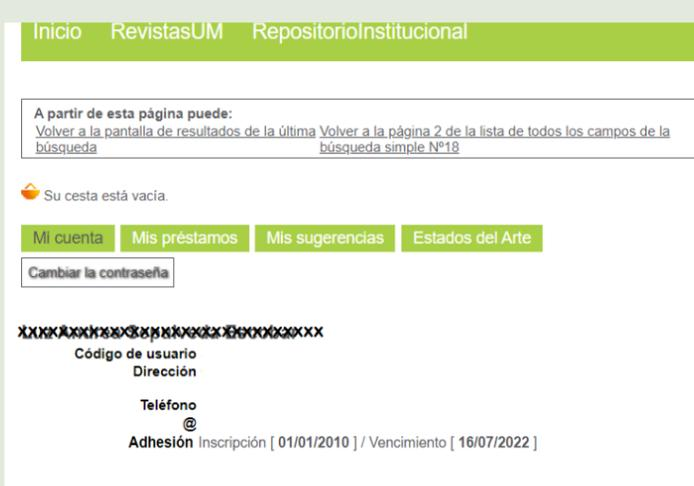 Inicio RevistasUM RepositorioInstitucional
A partir de esta página puede:
Volver a la pantalla de resultados de la última Volver a la página 2 de la lista de todos los campos de la
búsqueda búsqueda simple Nº18
Su cesta está vacía.
Mi cuenta Mis préstamos Mis sugerencias Estados del Arte
Cambiar la contraseña
Código de usuario
Dirección
Teléfono
@
Adhesión Inscripción [ 01/01/2010 ] / Vencimiento [ 16/07/2022 ]